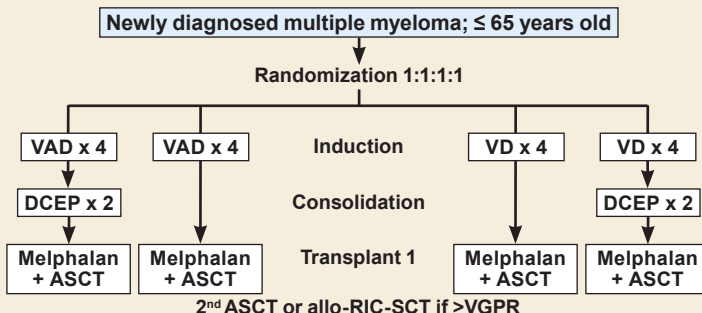 Newly diagnosed multiple myeloma; ≤ 65 years old
Randomization 1:1:1:1
VAD x 4 VAD x 4 Induction VD x 4 VD x 4
DCEP x 2 Consolidation DCEP x 2
Melphalan + ASCT Melphalan + ASCT Transplant 1 Melphalan + ASCT Melphalan + ASCT
2nd ASCT or allo-RIC-SCT if >VGPR